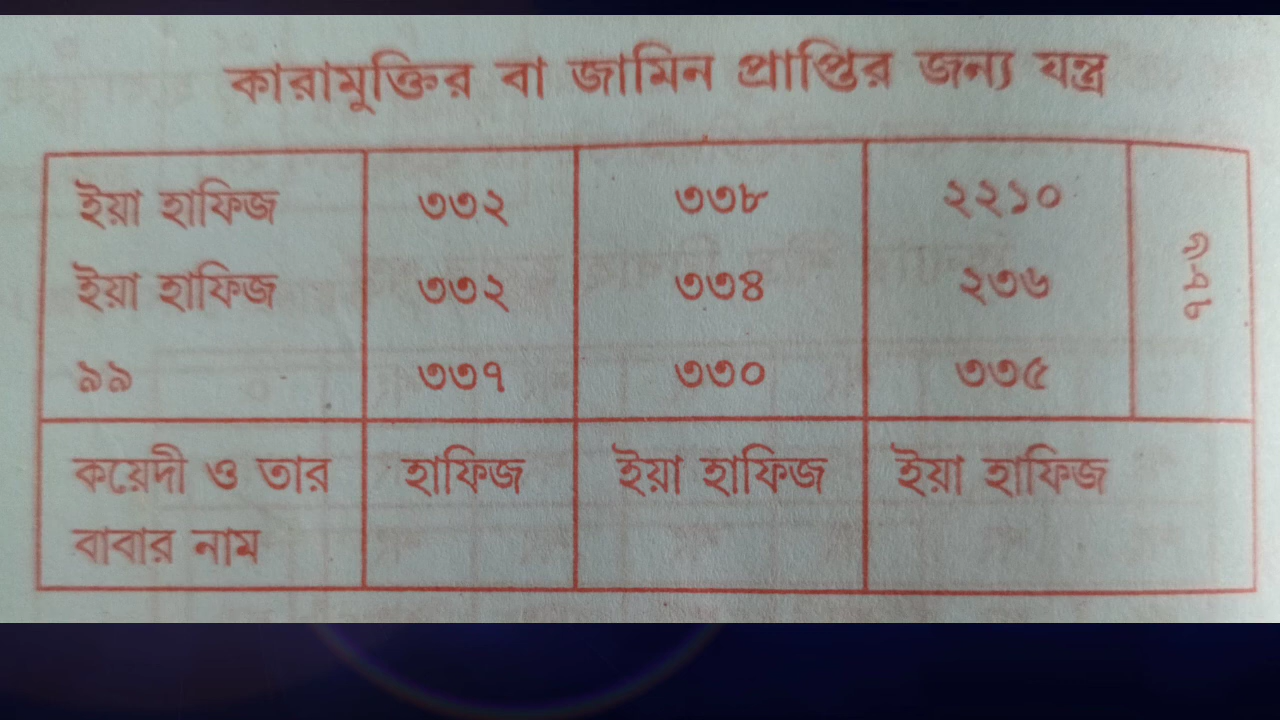 কারামুক্তির বা জামিন প্রাপ্তির জন্য যন্ত্র
ইয়া হাফিজ ৩৩২ ৩৩৮ ২২১০
ইয়া হাফিজ ৩৩২ ৩৩৪ ২৩৬
৯৯ ৩৩৭ ৩৩০ ৩৩৫
৭৮৬
কয়েদী ও তার হাফিজ ইয়া হাফিজ ইয়া হাফিজ
বাবার নাম